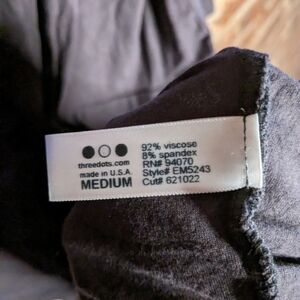 threedots.com
made in U.S.A.
MEDIUM
92% viscose
8% spandex
RN# 94070
Style# EM5243
Cut# 621022